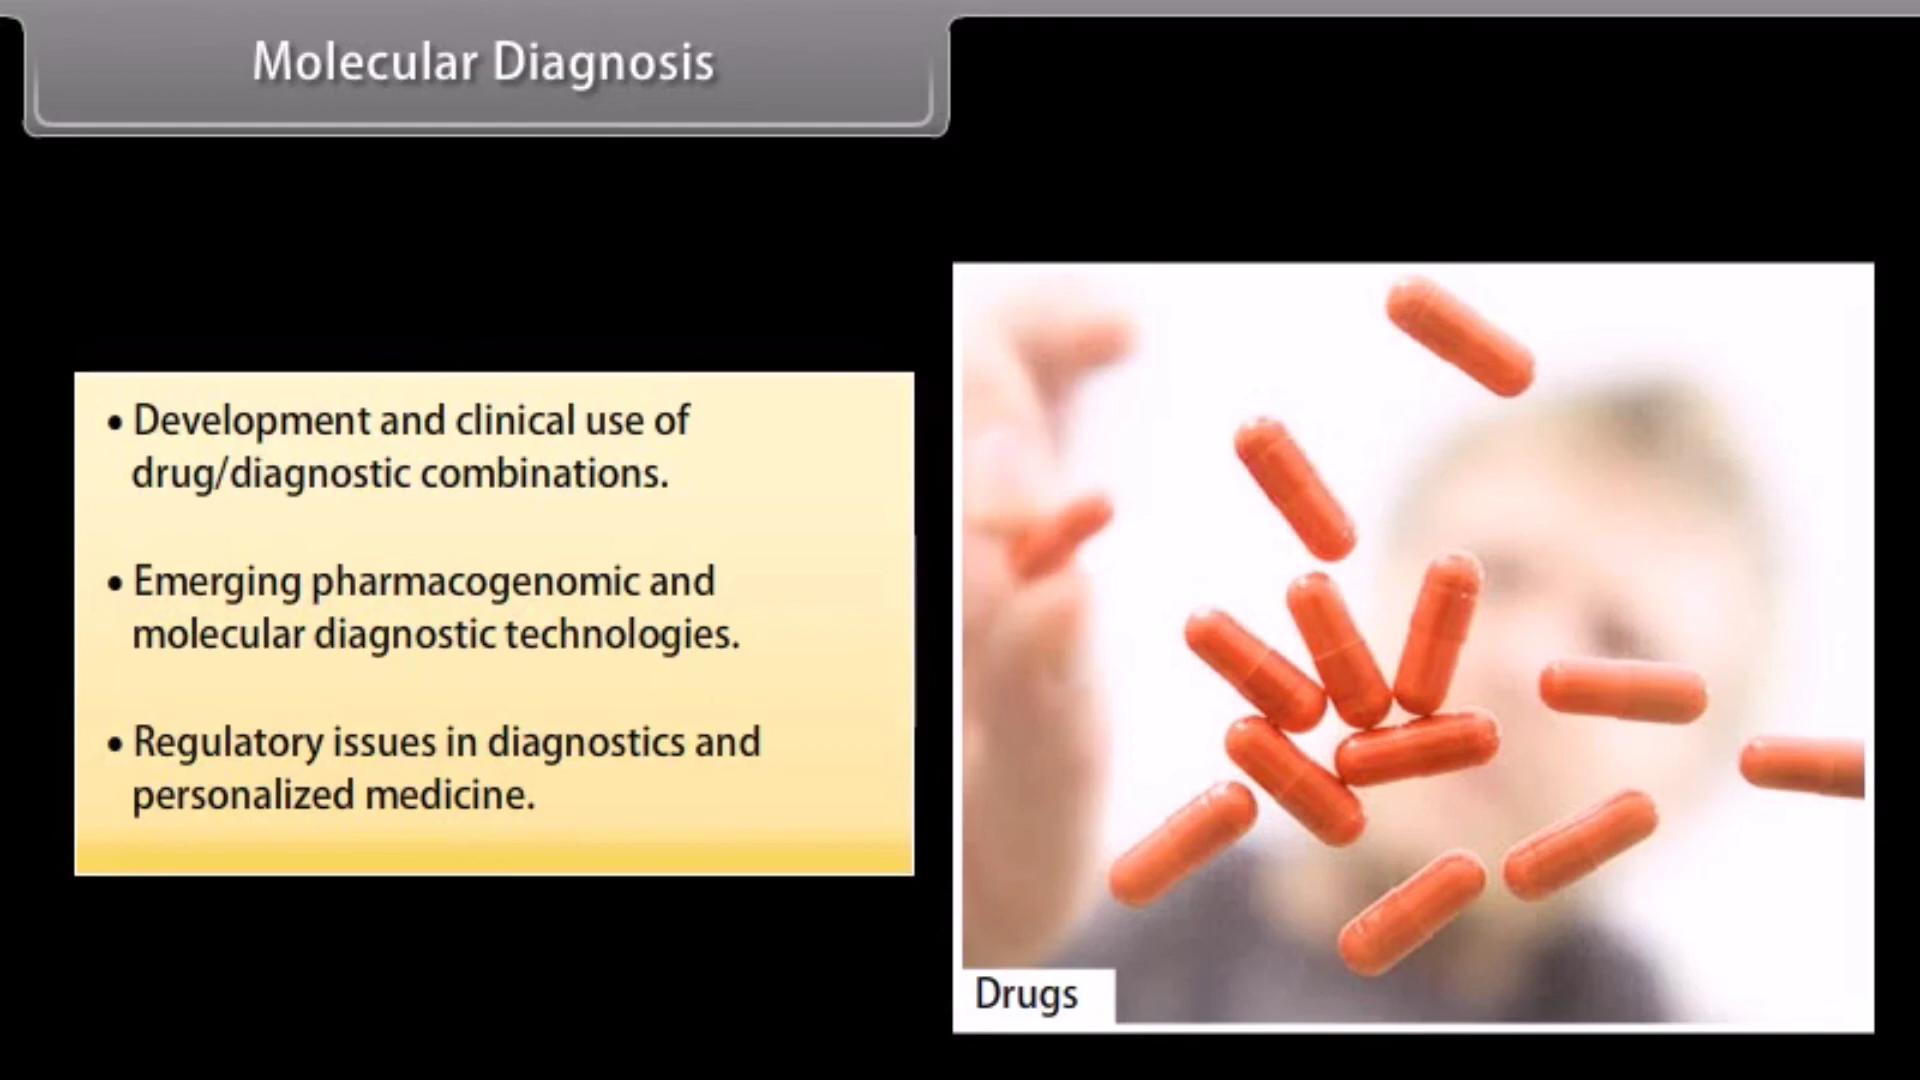 Molecular Diagnosis
• Development and clinical use of
drug/diagnostic combinations.
• Emerging pharmacogenomic and
molecular diagnostic technologies.
• Regulatory issues in diagnostics and
personalized medicine.
Drugs